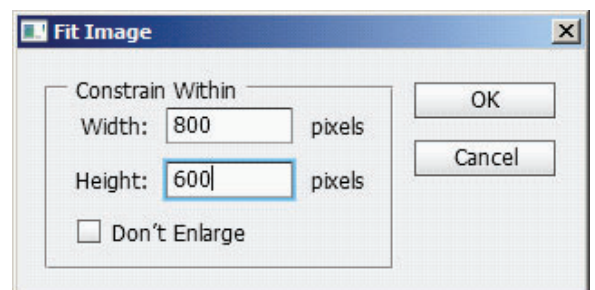 Fit Image
Constrain Within
Width: 800 pixels
Height: 600 pixels
Don't Enlarge
OK
Cancel